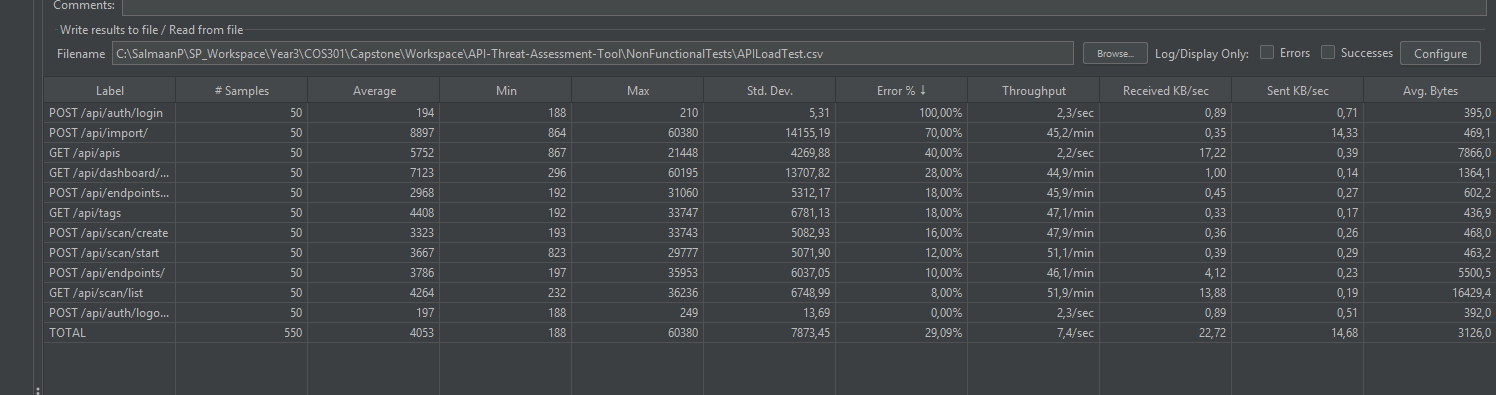 Comments:
Write results to file / Read from file
Filename C:\SalmaanP\SP_Workspace\Year3\COS301\Capstone\Workspace\API-Threat-Assessment-Tool\NonFunctionalTests\APILoadTest.csv Browse... Log/Display Only: Errors Successes Configure
Label # Samples Average Min Max Std. Dev. Error % ↓ Throughput Received KB/sec Sent KB/sec Avg. Bytes
POST /api/auth/login 50 194 188 210 5,31 100,00% 2,3/sec 0,89 0,71 395,0
POST /api/import/ 50 8897 864 60380 14155,19 70,00% 45,2/min 0,35 14,33 469,1
GET /api/apis 50 5752 867 21448 4269,88 40,00% 2,2/sec 17,22 0,39 7866,0
GET /api/dashboard/... 50 7123 296 60195 13707,82 28,00% 44,9/min 1,00 0,14 1364,1
POST /api/endpoints... 50 2968 192 31060 5312,17 18,00% 45,9/min 0,45 0,27 602,2
GET /api/tags 50 4408 192 33747 6781,13 18,00% 47,1/min 0,33 0,17 436,9
POST /api/scan/create 50 3323 193 33743 5082,93 16,00% 47,9/min 0,36 0,26 468,0
POST /api/scan/start 50 3667 823 29777 5071,90 12,00% 51,1/min 0,39 0,29 463,2
POST /api/endpoints/ 50 3786 197 35953 6037,05 10,00% 46,1/min 4,12 0,23 5500,5
GET /api/scan/list 50 4264 232 36236 6748,99 8,00% 51,9/min 13,88 0,19 16429,4
POST /api/auth/logo... 50 197 188 249 13,69 0,00% 2,3/sec 0,89 0,51 392,0
TOTAL 550 4053 188 60380 7873,45 29,09% 7,4/sec 22,72 14,68 3126,0